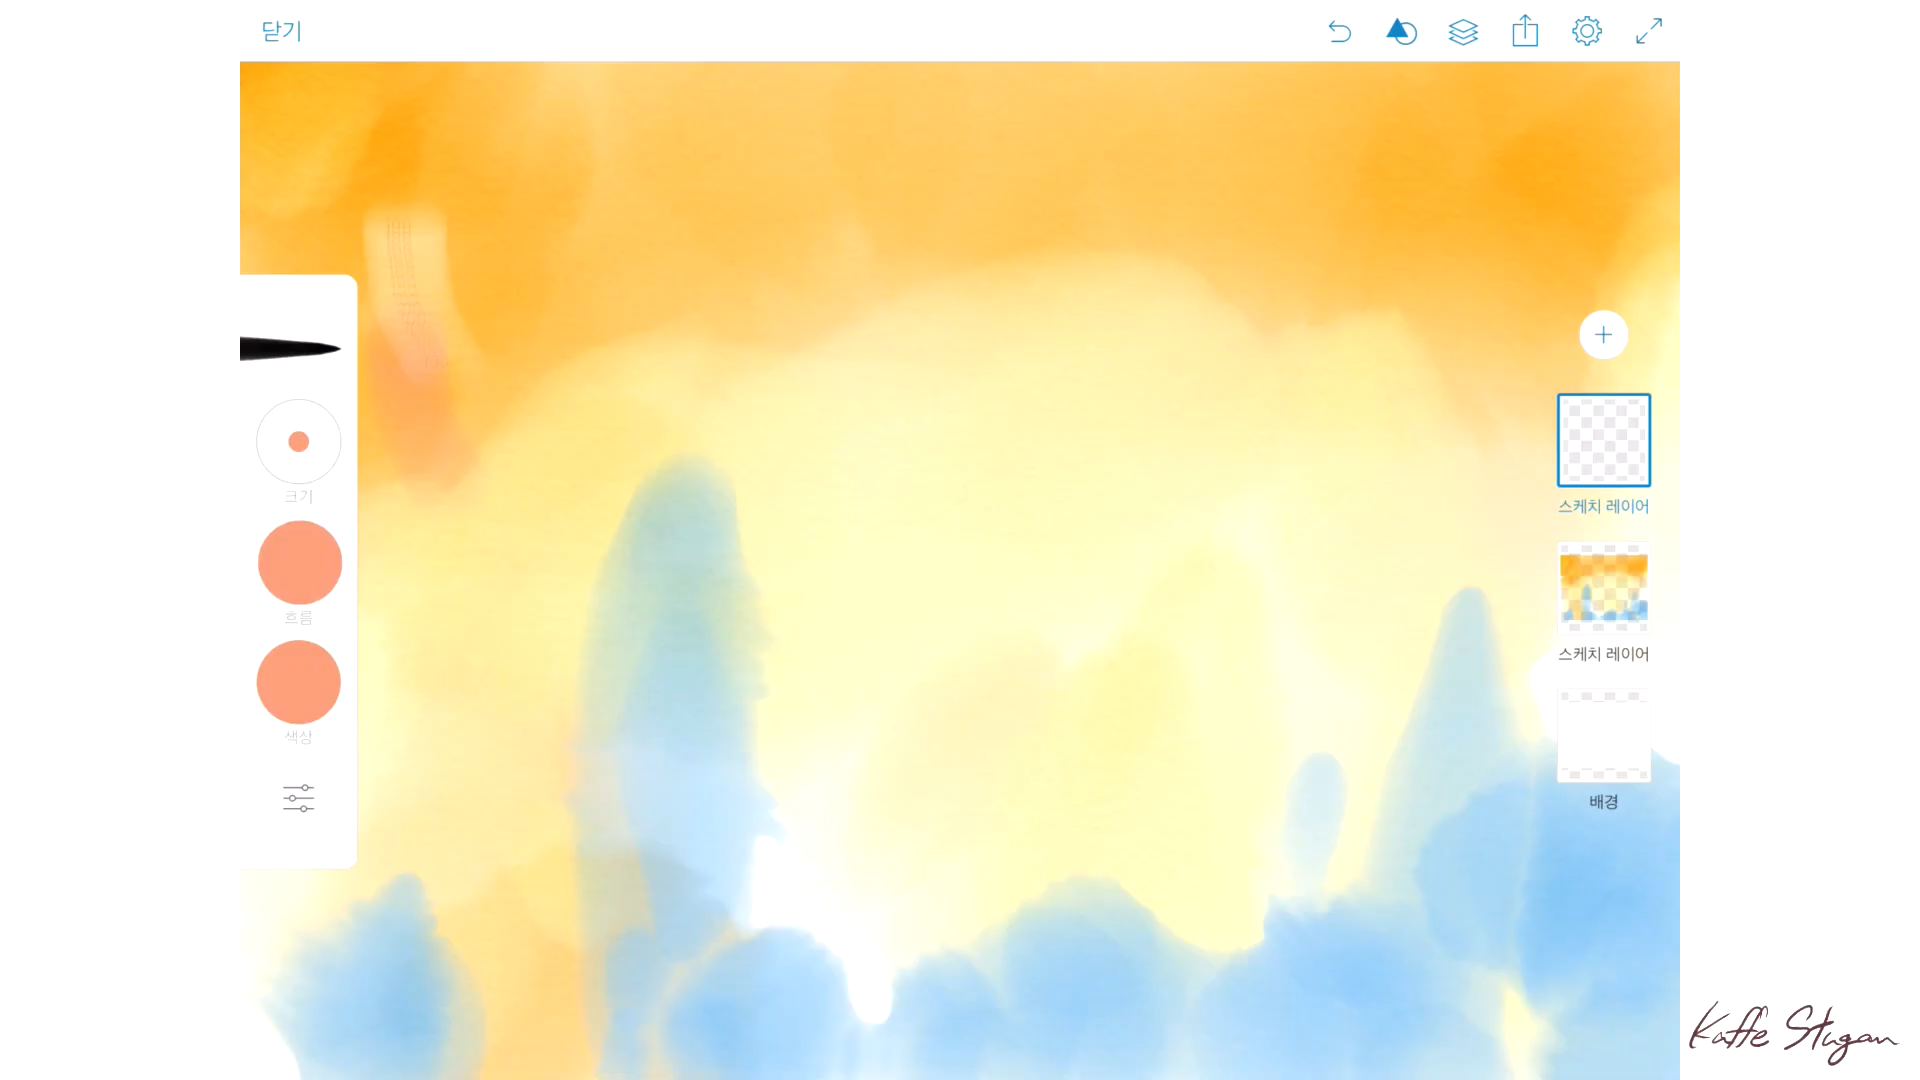 닫기
크기
흐름
색상
스케치 레이어
스케치 레이어
배경
Kaffe Stugan